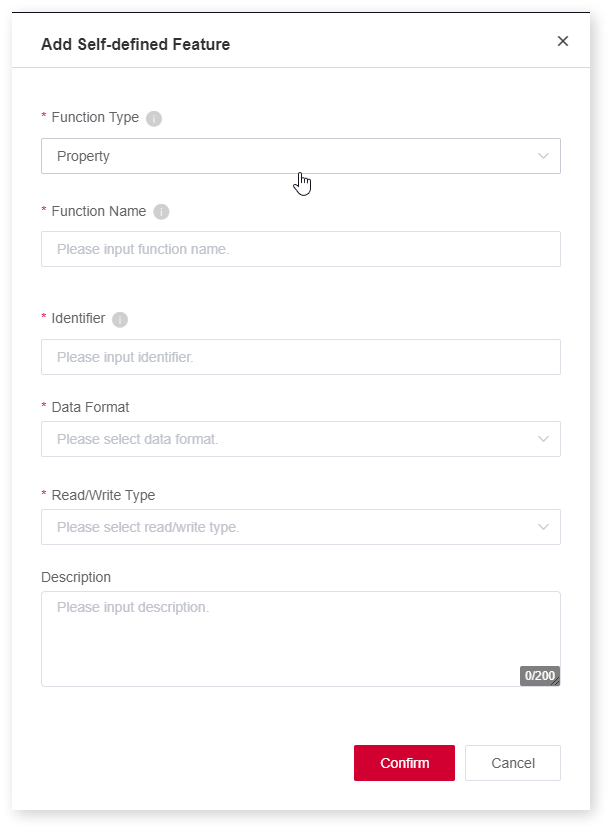 Add Self-defined Feature
* Function Type
Property
* Function Name
Please input function name.
* Identifier
Please input identifier.
* Data Format
Please select data format.
* Read/Write Type
Please select read/write type.
Description
Please input description.
0/200
Confirm Cancel